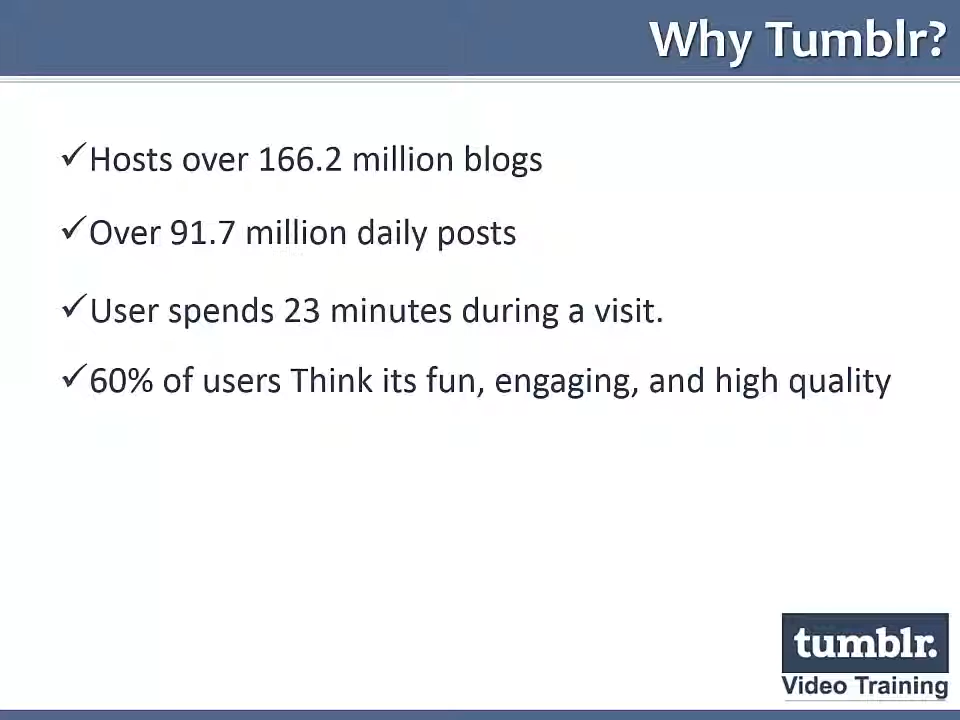 Why Tumblr?
✓Hosts over 166.2 million blogs
✓Over 91.7 million daily posts
✓User spends 23 minutes during a visit.
✓60% of users Think its fun, engaging, and high quality
tumblr.
Video Training